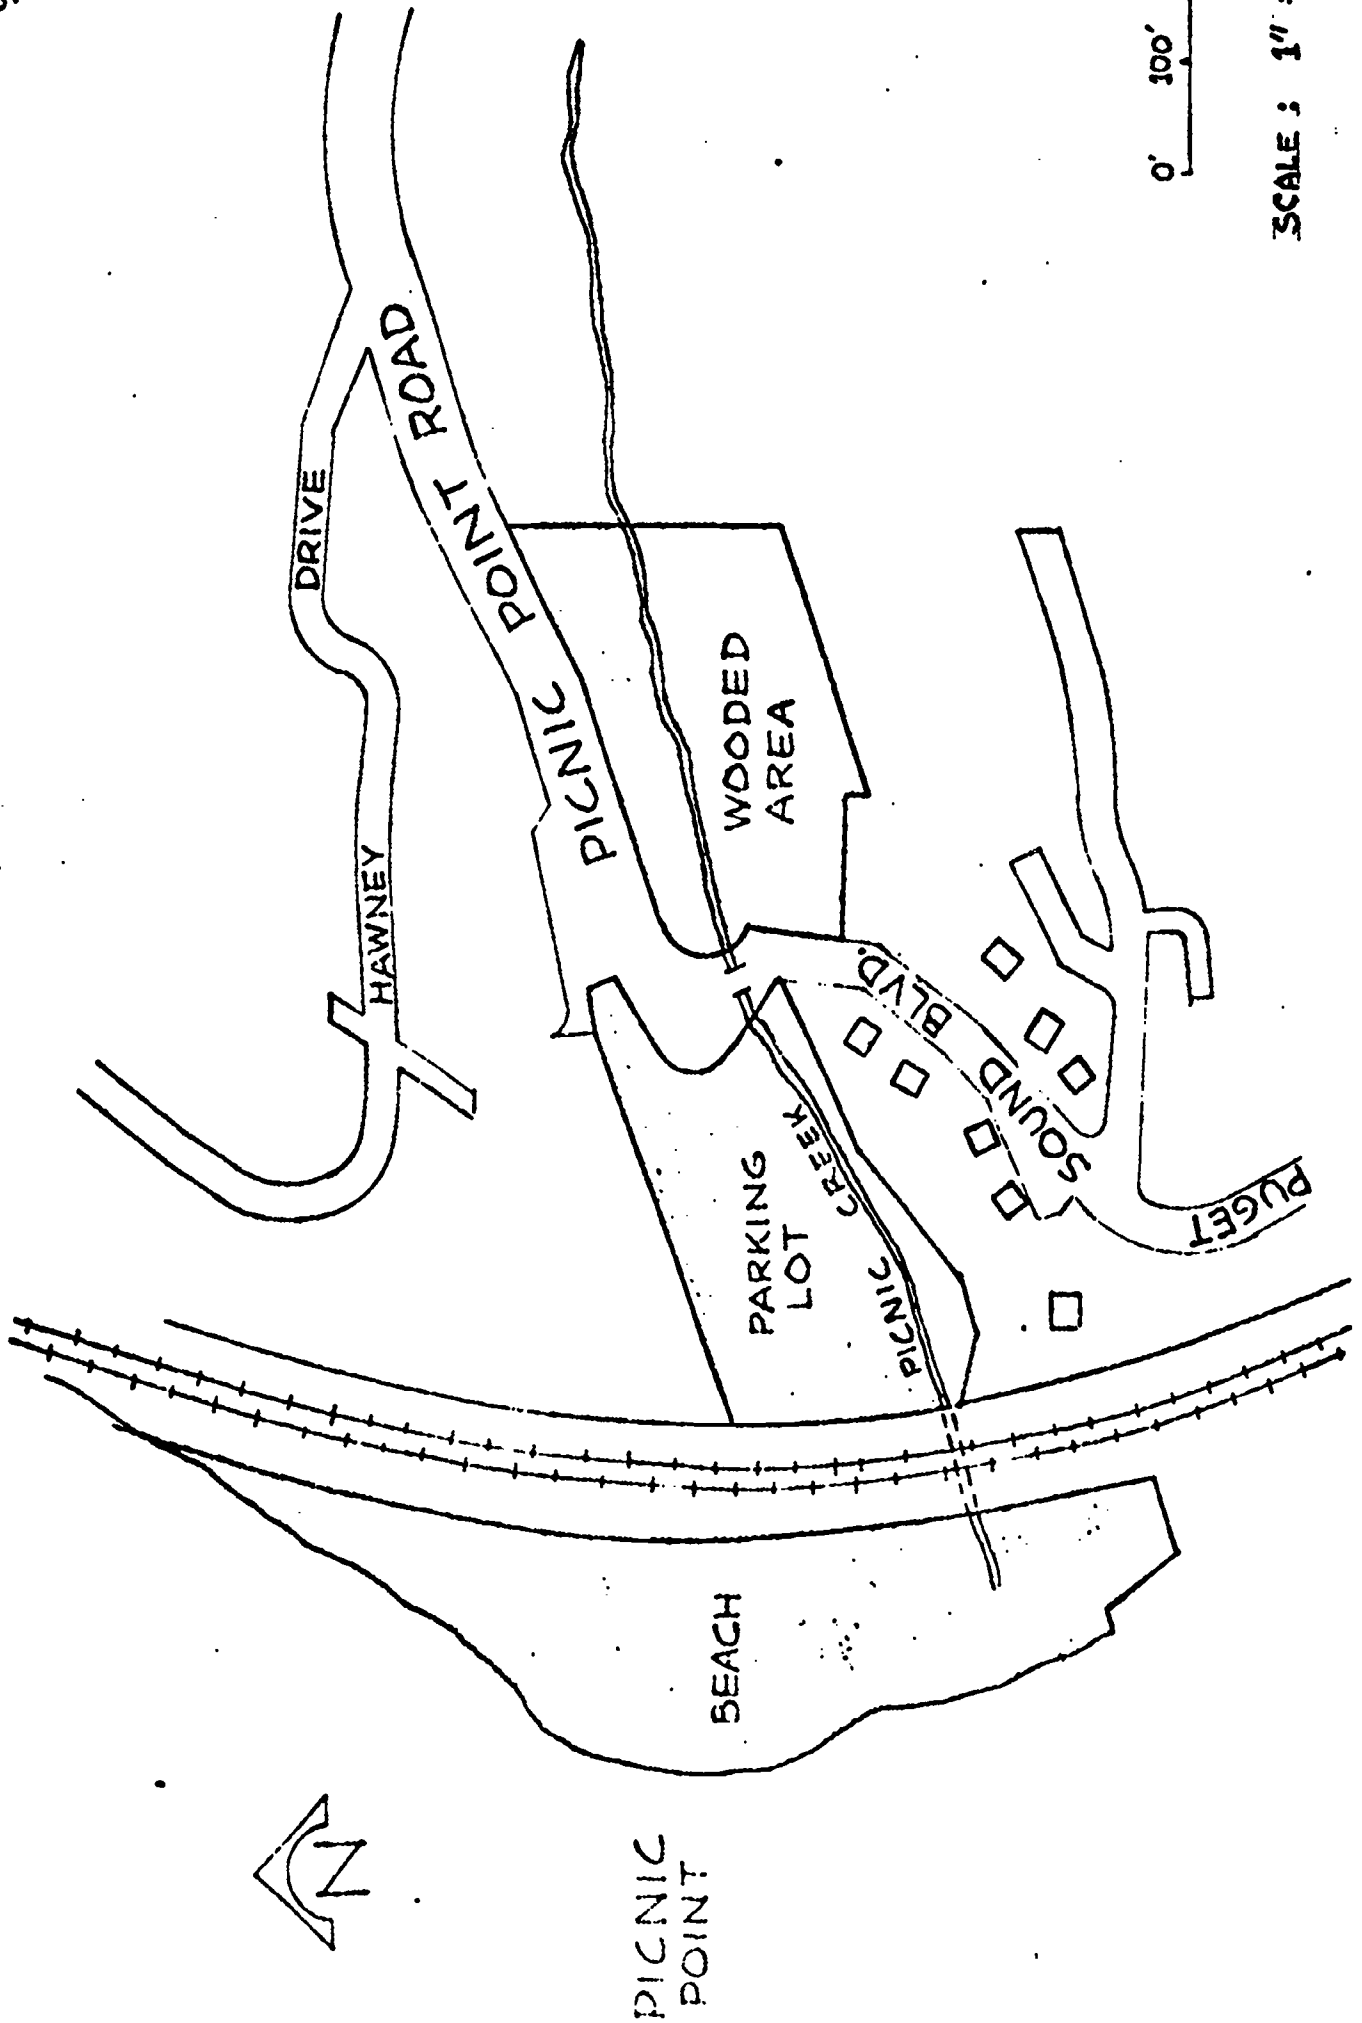 DRIVE
HAWNEY
PICNIC POINT ROAD
WOODED
AREA
PARKING
LOT
PICNIC CREEK
PUGET SOUND BLVD.
BEACH
N
PICNIC
POINT
0' 100'
SCALE : 1" :